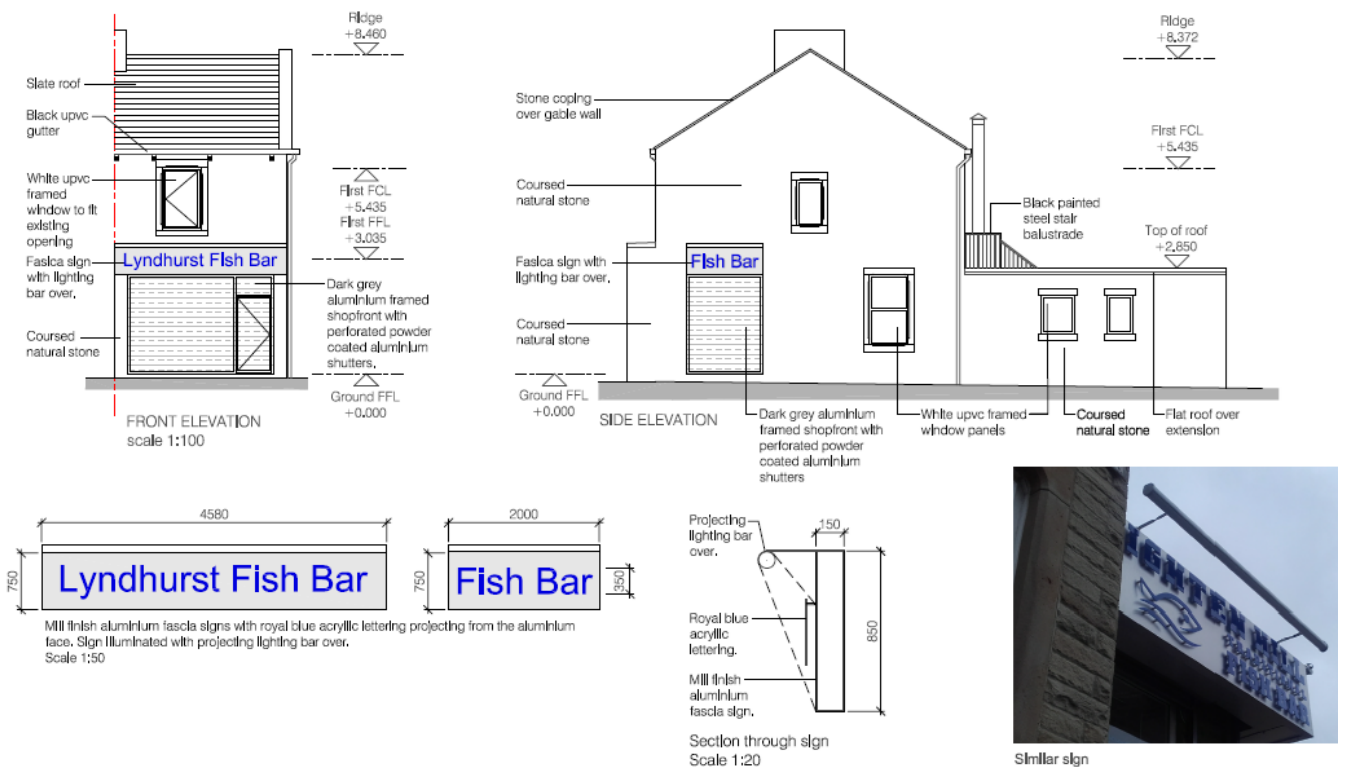 Ridge
+8.460
Slate roof
Black upvc
gutter
White upvc
framed
window to fit
existing
opening
First FCL
+5.435
First FFL
+3.035
Fasica sign
with lighting
bar over.
Lyndhurst Fish Bar
Dark grey
aluminium framed
shopfront with
perforated powder
coated aluminium
shutters.
Coursed
natural stone
Ground FFL
+0.000
FRONT ELEVATION
scale 1:100
Ridge
+8.372
Stone coping
over gable wall
First FCL
+5.435
Coursed
natural stone
Black painted
steel stair
balustrade
Top of roof
+2.850
Fasica sign with
lighting bar over.
Fish Bar
Coursed
natural stone
Ground FFL
+0.000
SIDE ELEVATION
Dark grey aluminium
framed shopfront with
perforated powder
coated aluminium
shutters
White upvc framed
window panels
Coursed
natural stone
Flat roof over
extension
4580
750
Lyndhurst Fish Bar
2000
750
Fish Bar
350
Mill finish aluminium fascia signs with royal blue acrylic lettering projecting from the aluminium
face. Sign illuminated with projecting lighting bar over.
Scale 1:50
Projecting
lighting bar
over.
150
Royal blue
acryllic
lettering.
850
Mill finish
aluminium
fascia sign.
Section through sign
Scale 1:20
FISH BAR
Similar sign